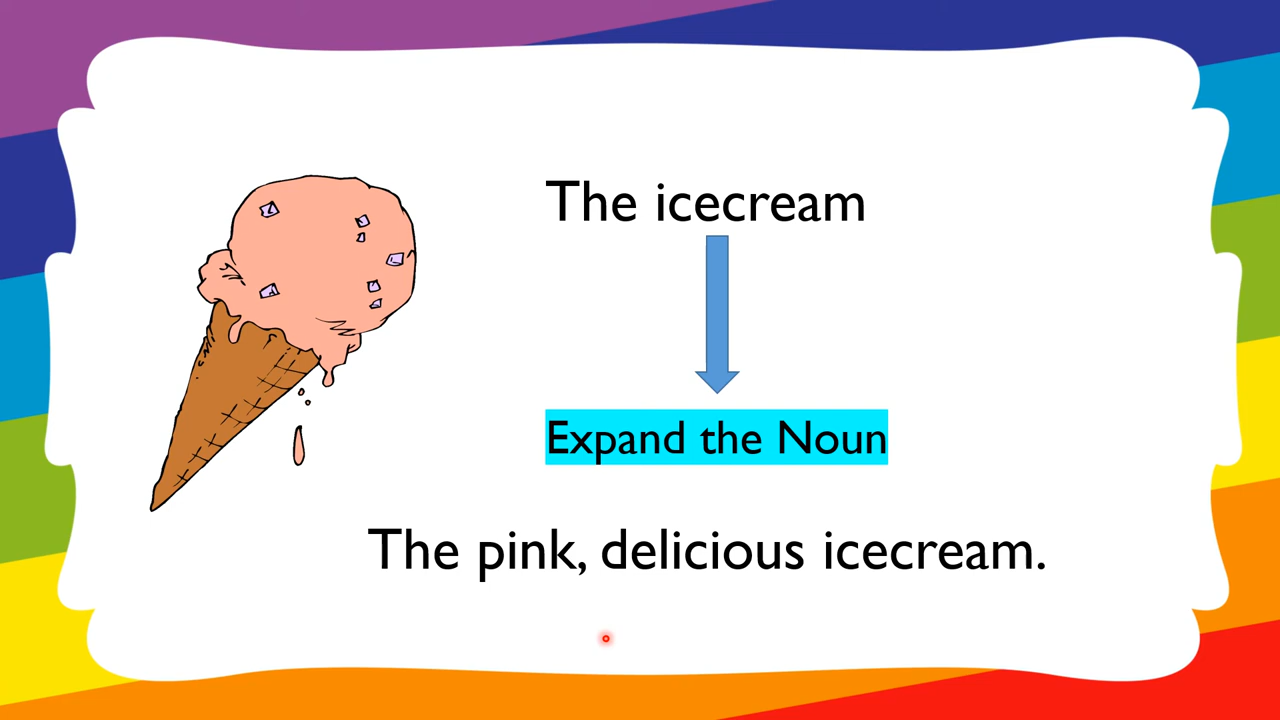 The icecream
Expand the Noun
The pink, delicious icecream.